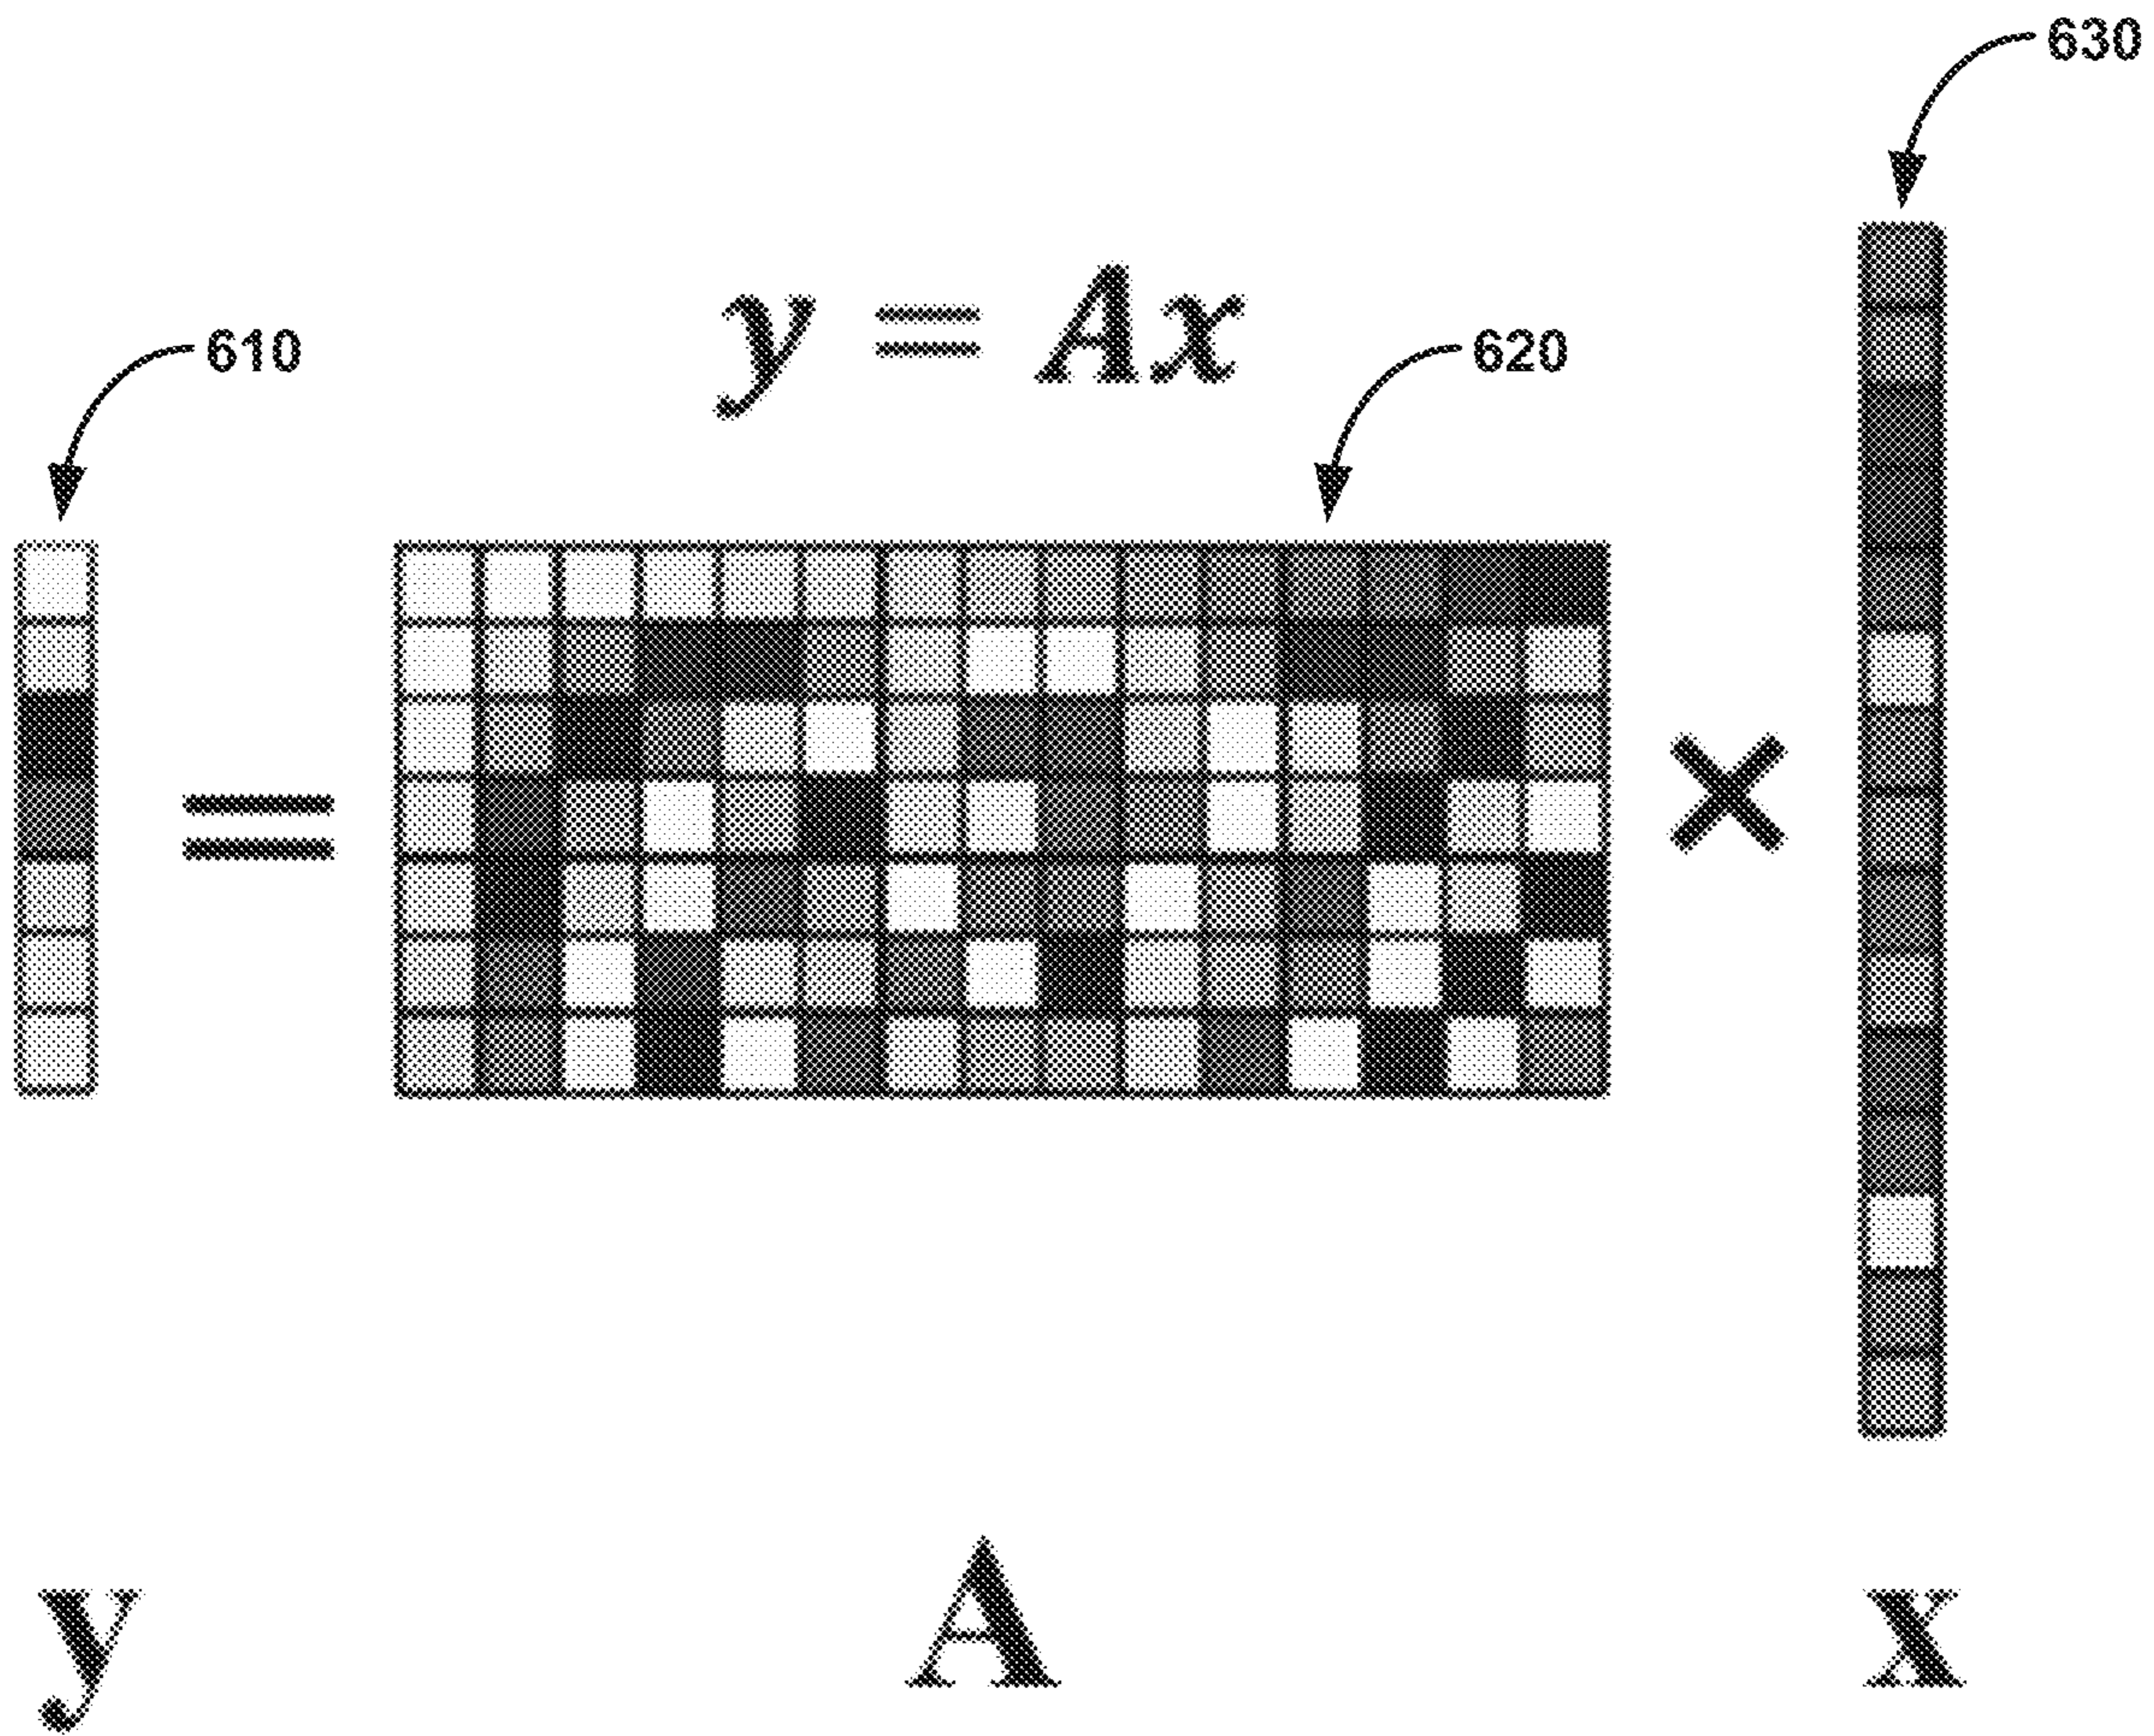 630
y = Ax
610
620
= ×
y A x